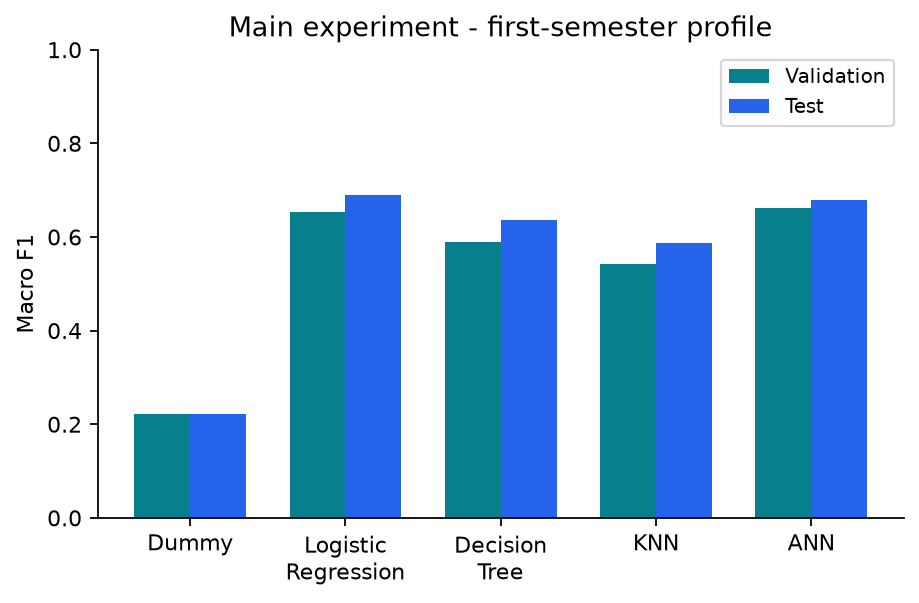 Main experiment - first-semester profile
Macro F1
1.0
0.8
0.6
0.4
0.2
0.0
Validation
Test
Dummy
Logistic
Regression
Decision
Tree
KNN
ANN